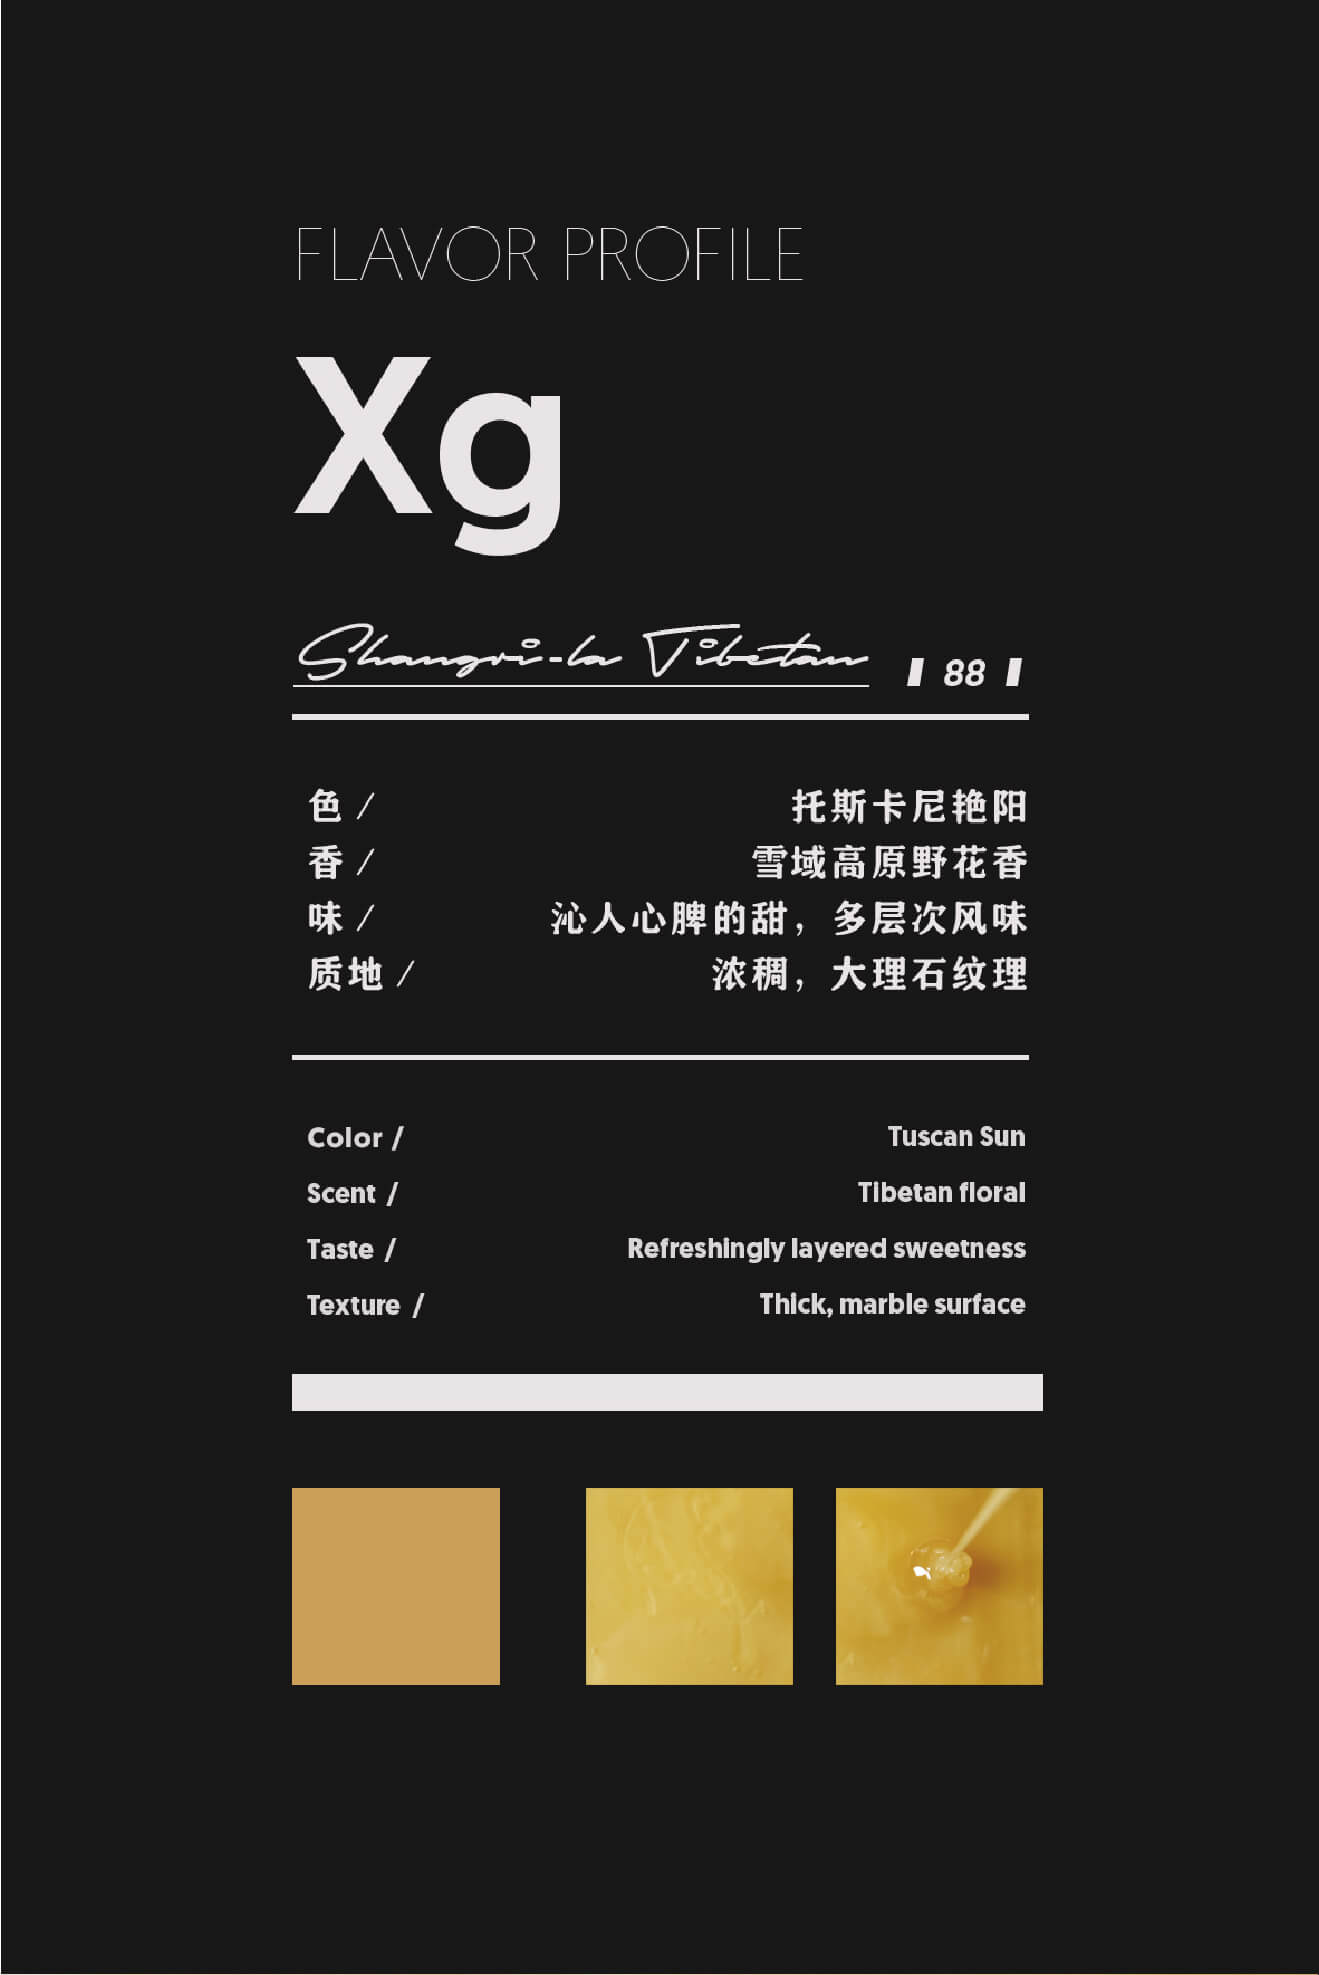 FLAVOR PROFILE
Xg
Shangri-la Tibetan 88
色 / 托斯卡尼艳阳
香 / 雪域高原野花香
味 / 沁人心脾的甜，多层次风味
质地 / 浓稠，大理石纹理
Color / Tuscan Sun
Scent / Tibetan floral
Taste / Refreshingly layered sweetness
Texture / Thick, marble surface